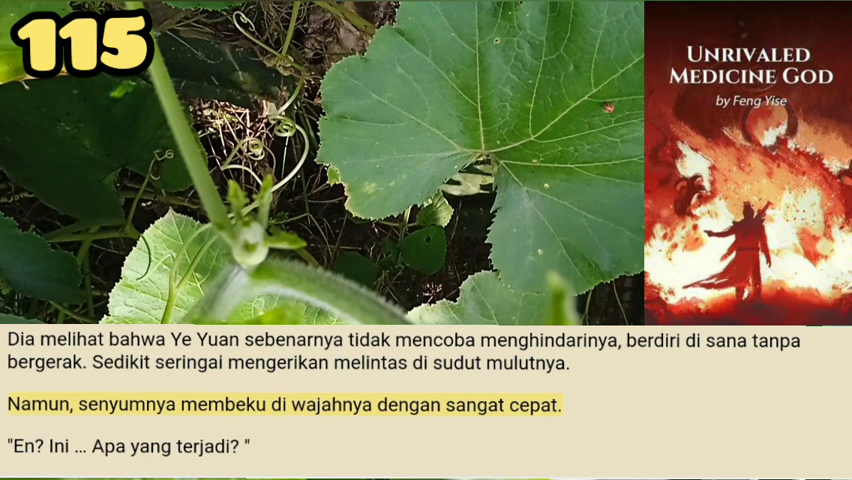 115
UNRIVALED
MEDICINE GOD
by Feng Yise
Dia melihat bahwa Ye Yuan sebenarnya tidak mencoba menghindarinya, berdiri di sana tanpa
bergerak. Sedikit seringai mengerikan melintas di sudut mulutnya.
Namun, senyumnya membeku di wajahnya dengan sangat cepat.
"En? Ini ... Apa yang terjadi? "